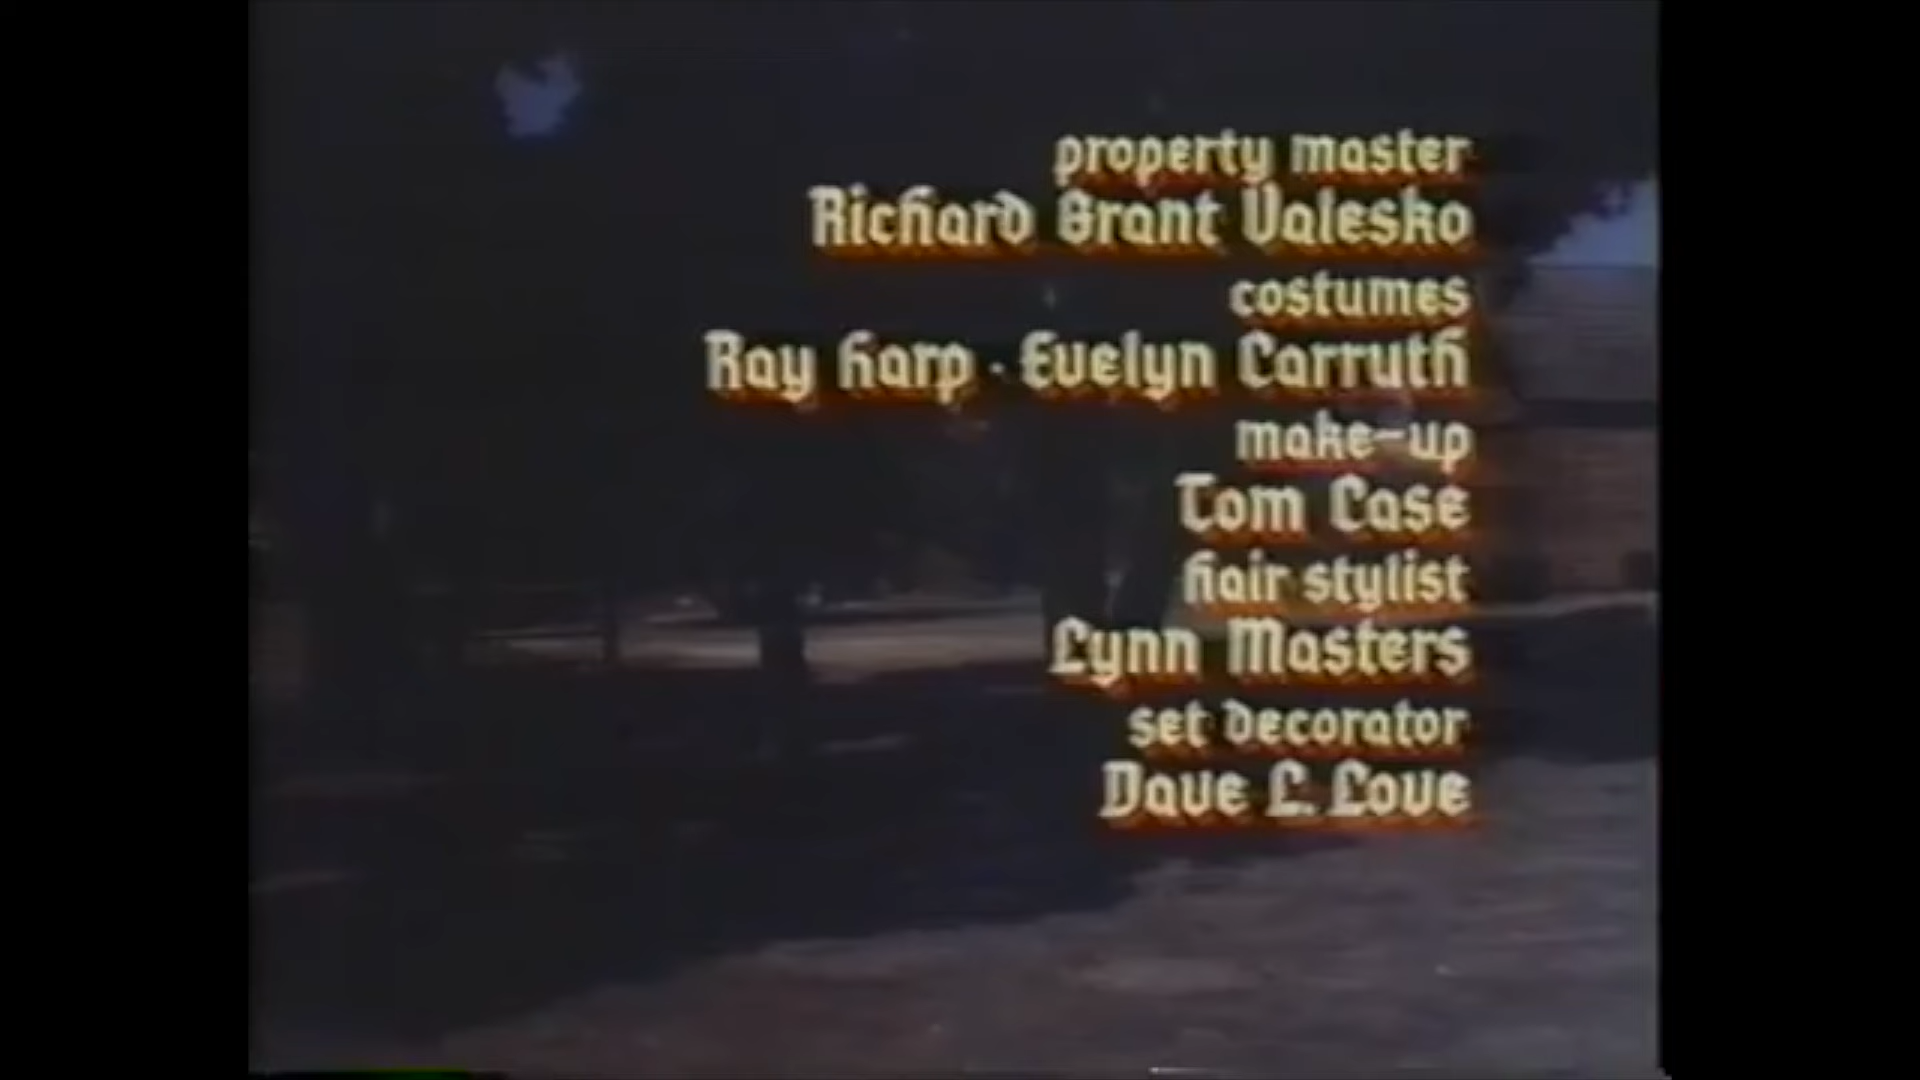 property master
Richard Grant Valesko
costumes
Ray Harp · Evelyn Carruth
make-up
Tom Case
hair stylist
Lynn Masters
set decorator
Dave L. Love